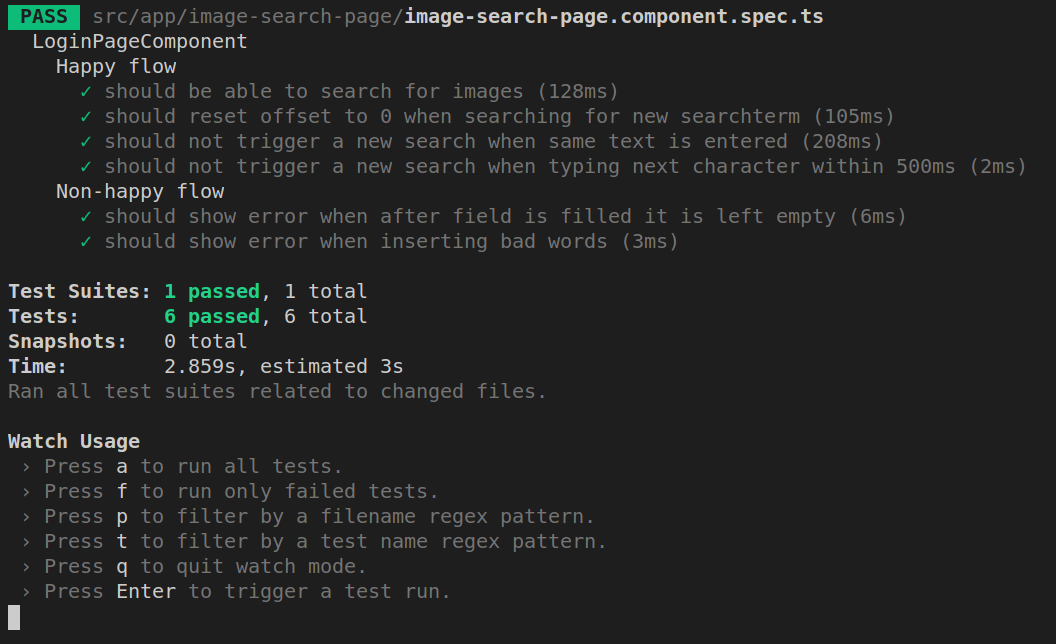 PASS src/app/image-search-page/image-search-page.component.spec.ts
LoginPageComponent
Happy flow
✓ should be able to search for images (128ms)
✓ should reset offset to 0 when searching for new searchterm (105ms)
✓ should not trigger a new search when same text is entered (208ms)
✓ should not trigger a new search when typing next character within 500ms (2ms)
Non-happy flow
✓ should show error when after field is filled it is left empty (6ms)
✓ should show error when inserting bad words (3ms)
Test Suites: 1 passed, 1 total
Tests: 6 passed, 6 total
Snapshots: 0 total
Time: 2.859s, estimated 3s
Ran all test suites related to changed files.
Watch Usage
› Press a to run all tests.
› Press f to run only failed tests.
› Press p to filter by a filename regex pattern.
› Press t to filter by a test name regex pattern.
› Press q to quit watch mode.
› Press Enter to trigger a test run.